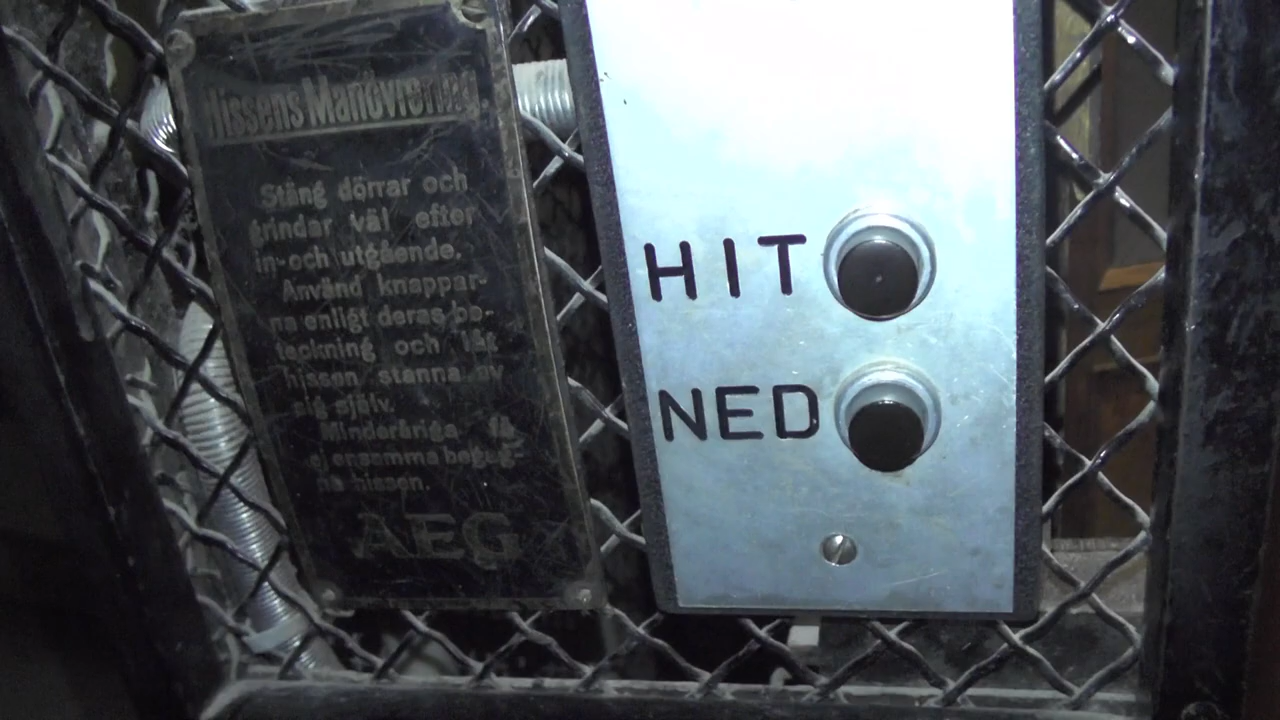 Hissens Manövrering.
Stäng dörrar och
grindar väl efter
in- och utgående.
Använd knappar-
na enligt deras be-
teckning och låt
hissen stanna av
sig själv.
Minderåriga få
ej ensamma begag-
na hissen.
AEG
HIT
NED